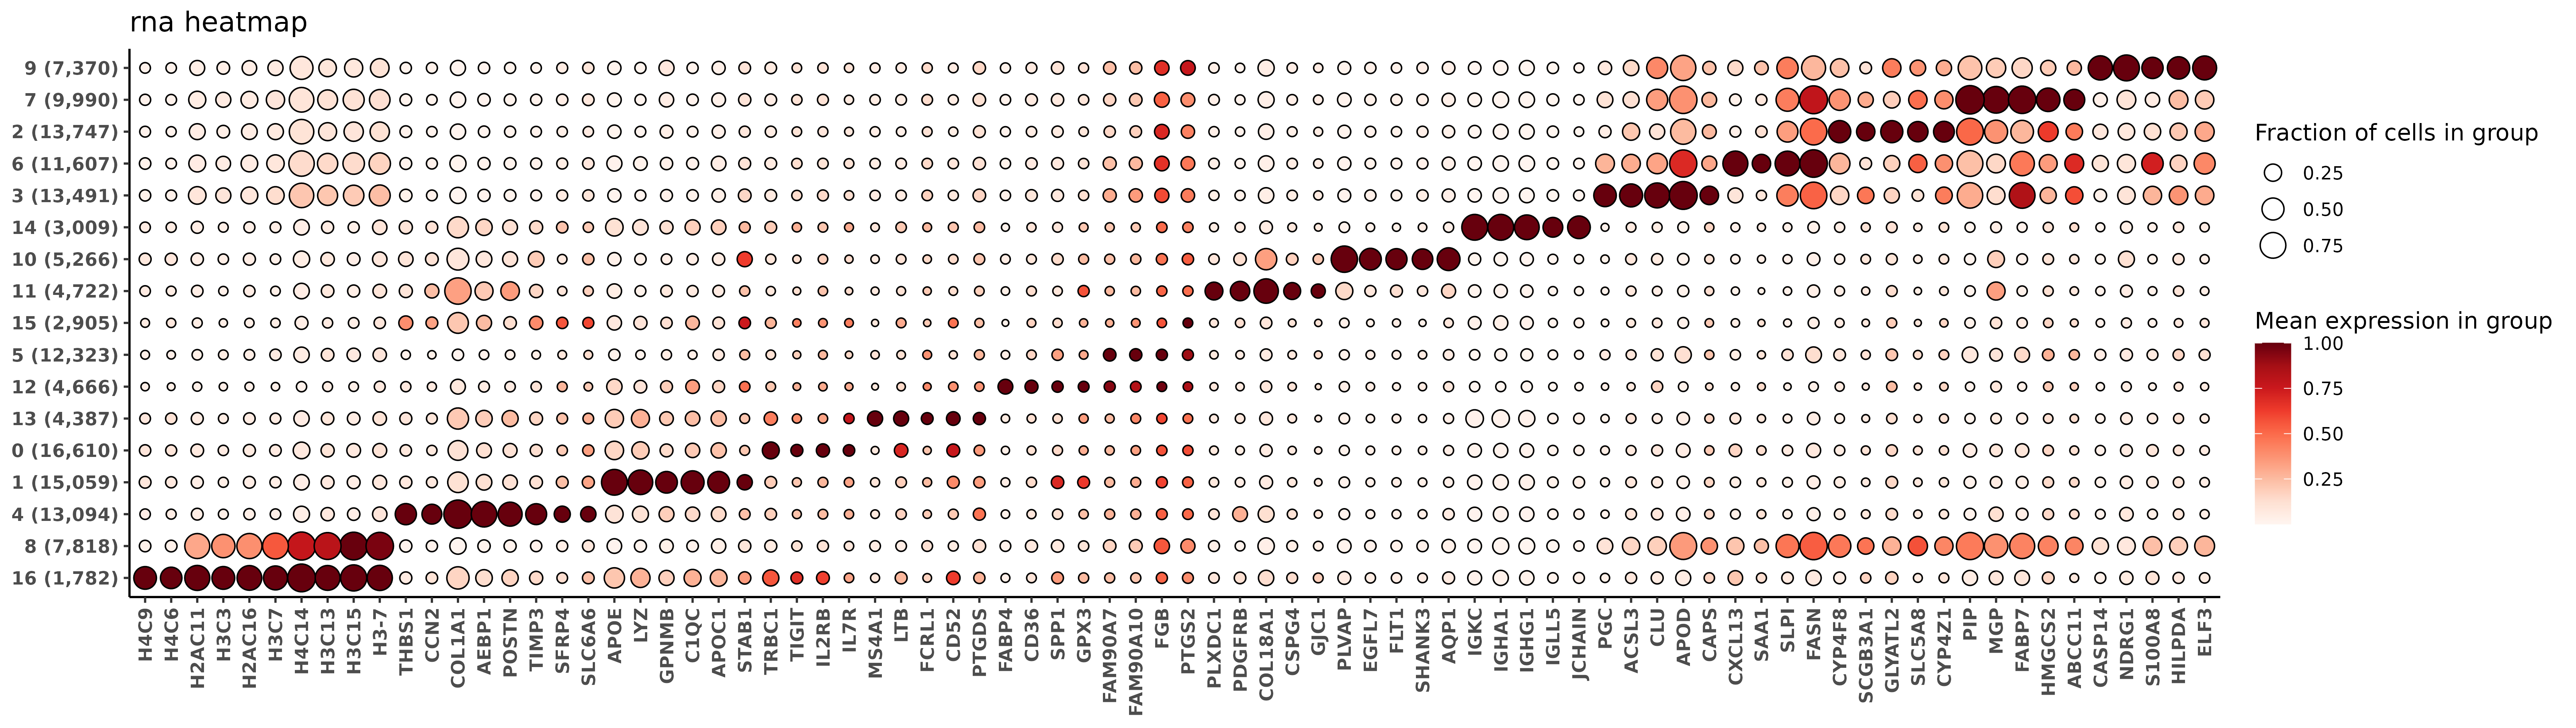 rna heatmap
9 (7,370)
7 (9,990)
2 (13,747)
6 (11,607)
3 (13,491)
14 (3,009)
10 (5,266)
11 (4,722)
15 (2,905)
5 (12,323)
12 (4,666)
13 (4,387)
0 (16,610)
1 (15,059)
4 (13,094)
8 (7,818)
16 (1,782)
H4C9
H4C6
H2AC11
H3C3
H2AC16
H3C7
H4C14
H3C13
H3C15
H3-7
THBS1
CCN2
COL1A1
AEBP1
POSTN
TIMP3
SFRP4
SLC6A6
APOE
LYZ
GPNMB
C1QC
APOC1
STAB1
TRBC1
TIGIT
IL2RB
IL7R
MS4A1
LTB
FCRL1
CD52
PTGDS
FABP4
CD36
SPP1
GPX3
FAM90A7
FAM90A10
FGB
PTGS2
PLXDC1
PDGFRB
COL18A1
CSPG4
GJC1
PLVAP
EGFL7
FLT1
SHANK3
AQP1
IGKC
IGHA1
IGHG1
IGLL5
JCHAIN
PGC
ACSL3
CLU
APOD
CAPS
CXCL13
SAA1
SLPI
FASN
CYP4F8
SCGB3A1
GLYATL2
SLC5A8
CYP4Z1
PIP
MGP
FABP7
HMGCS2
ABCC11
CASP14
NDRG1
S100A8
HILPDA
ELF3
Fraction of cells in group
0.25
0.50
0.75
Mean expression in group
1.00
0.75
0.50
0.25